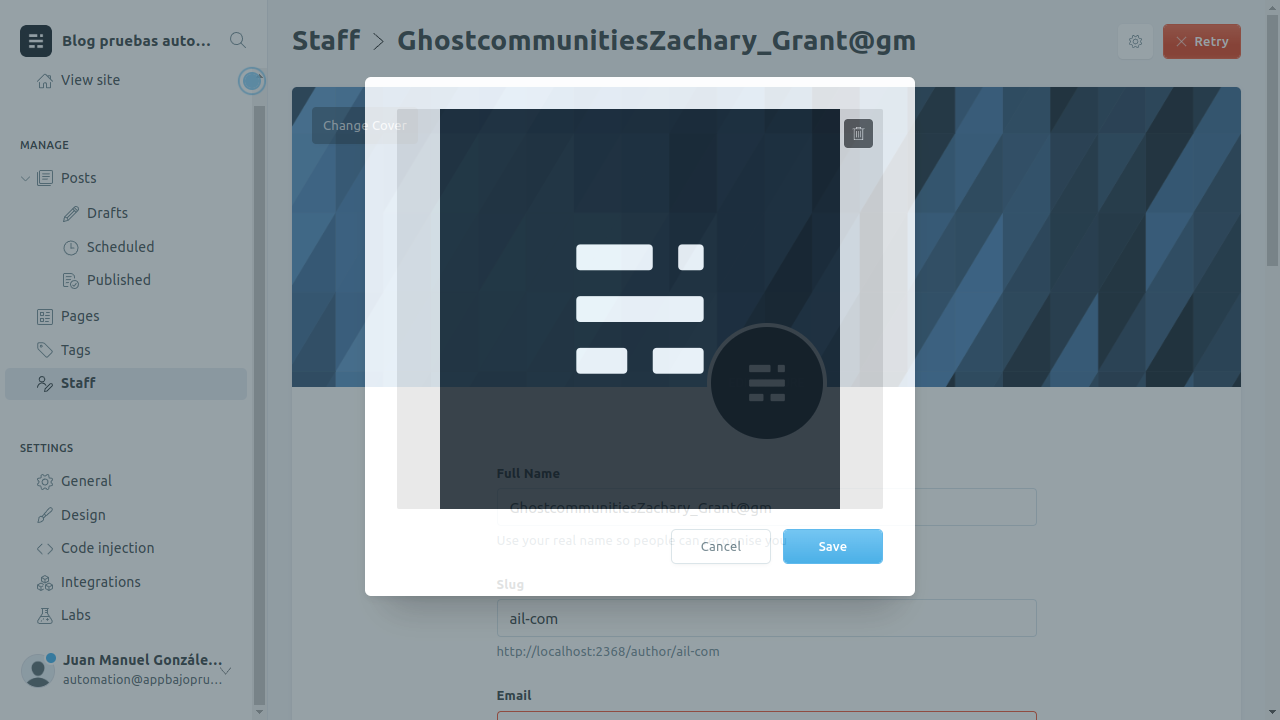 Blog pruebas auto...
View site
MANAGE
Posts
Drafts
Scheduled
Published
Pages
Tags
Staff
SETTINGS
General
Design
Code injection
Integrations
Labs
Juan Manuel Gonzále...
automation@appbajopru...
Staff > GhostcommunitiesZachary_Grant@gm
Retry
Change Cover
Full Name
GhostcommunitiesZachary_Grant@gm
Use your real name so people can recognise you
Cancel
Save
Slug
ail-com
http://localhost:2368/author/ail-com
Email